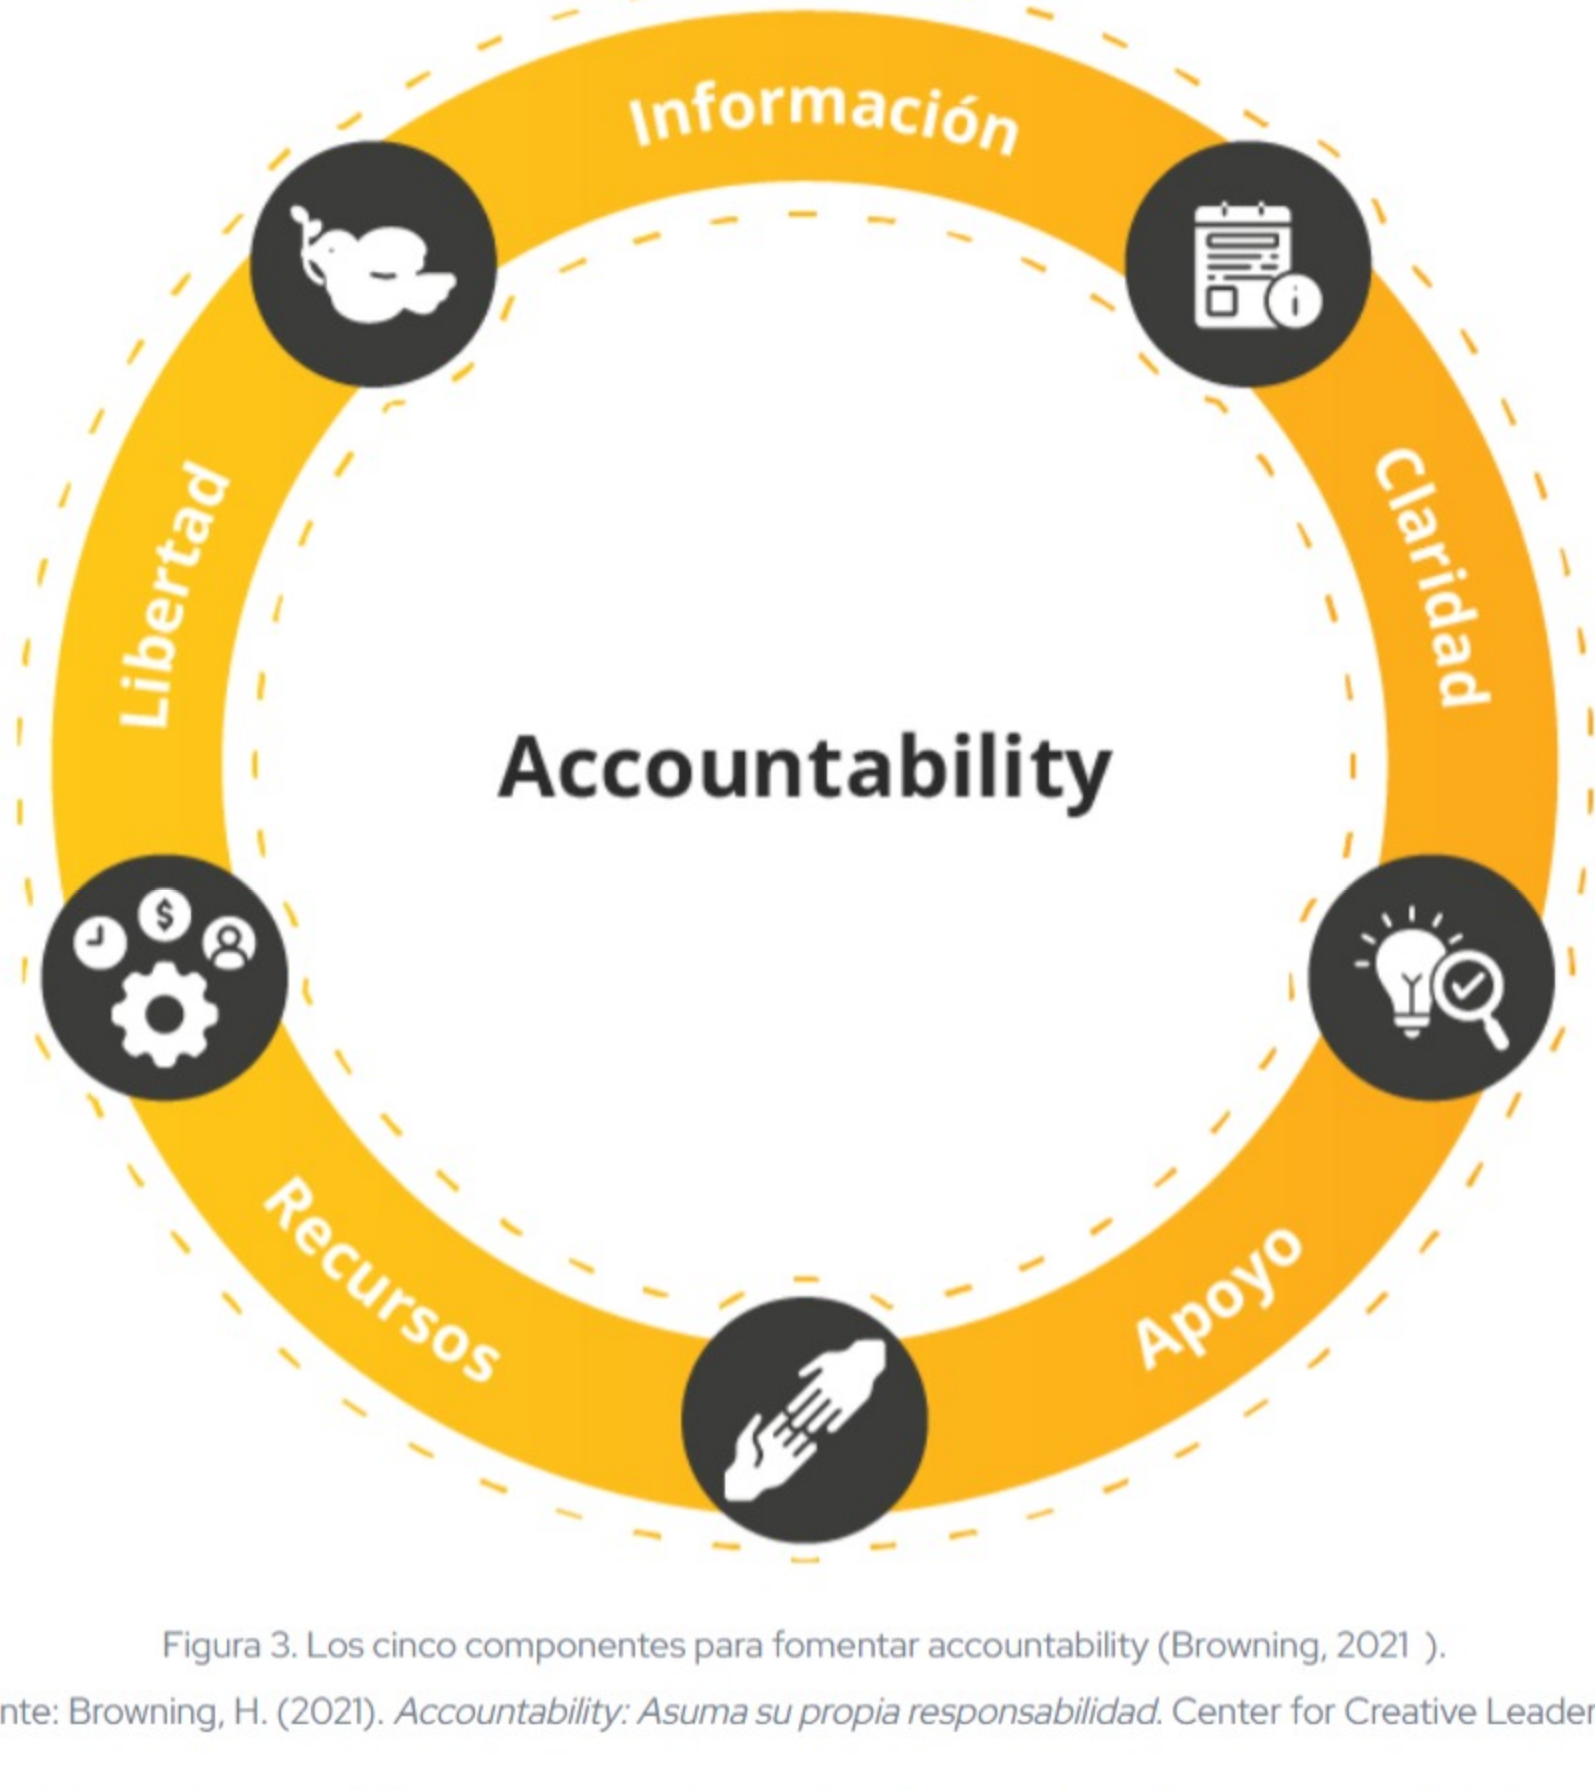 Información
Claridad
Libertad
Accountability
$
i
Recursos
Apoyo
Figura 3. Los cinco componentes para fomentar accountability (Browning, 2021 ).
nte: Browning, H. (2021). Accountability: Asuma su propia responsabilidad. Center for Creative Leader